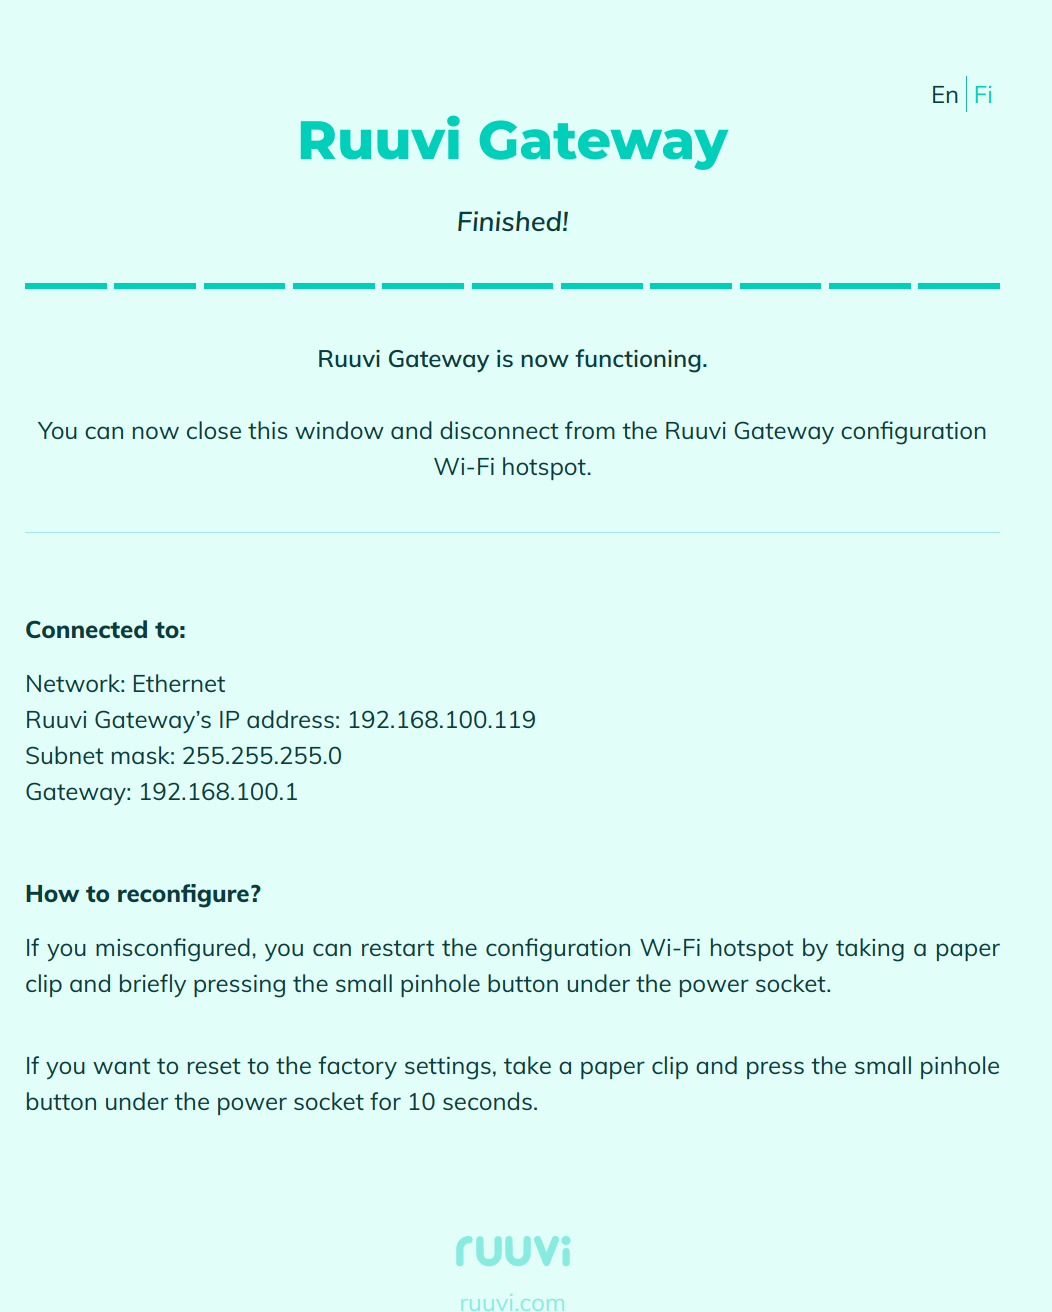 En | Fi
Ruuvi Gateway
Finished!
Ruuvi Gateway is now functioning.
You can now close this window and disconnect from the Ruuvi Gateway configuration
Wi-Fi hotspot.
Connected to:
Network: Ethernet
Ruuvi Gateway’s IP address: 192.168.100.119
Subnet mask: 255.255.255.0
Gateway: 192.168.100.1
How to reconfigure?
If you misconfigured, you can restart the configuration Wi-Fi hotspot by taking a paper
clip and briefly pressing the small pinhole button under the power socket.
If you want to reset to the factory settings, take a paper clip and press the small pinhole
button under the power socket for 10 seconds.
ruuvi
ruuvi.com